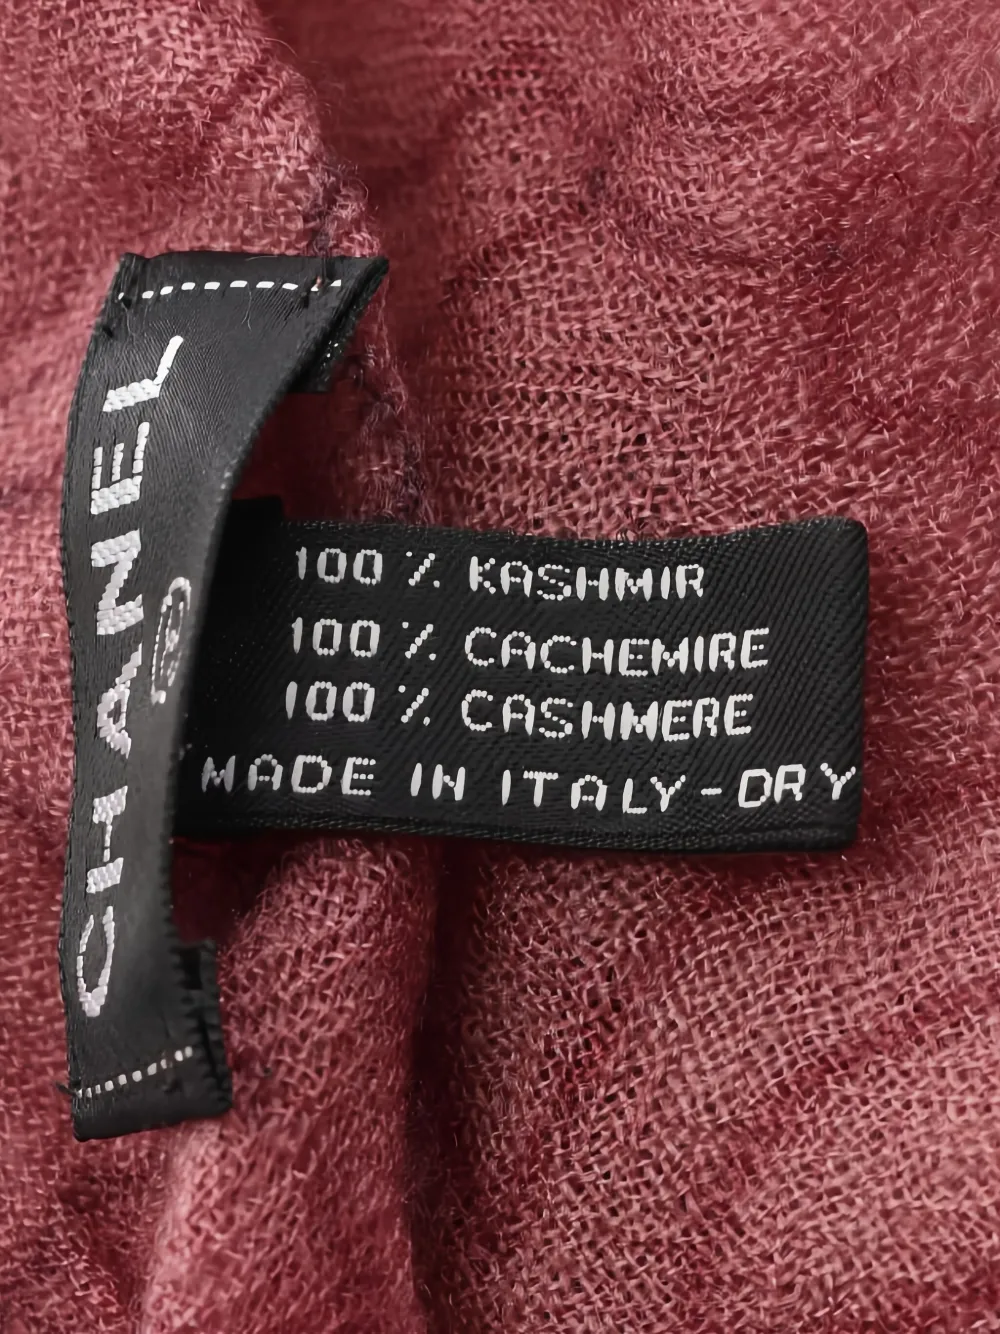 CHANEL
®
100 % KASHMIR
100 % CACHEMIRE
100 % CASHMERE
MADE IN ITALY-DRY